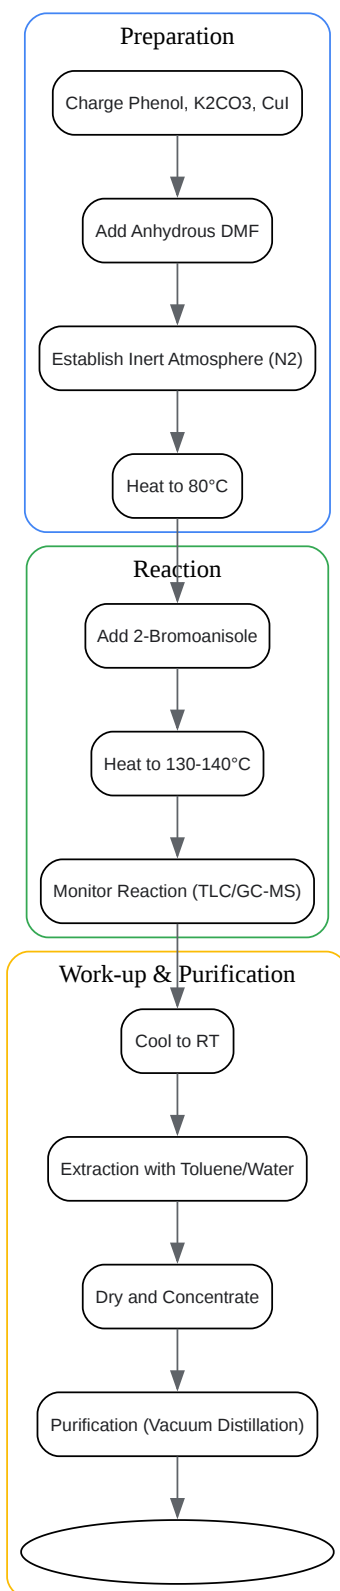 Preparation
Charge Phenol, K2CO3, CuI
Add Anhydrous DMF
Establish Inert Atmosphere (N2)
Heat to 80°C
Reaction
Add 2-Bromoanisole
Heat to 130-140°C
Monitor Reaction (TLC/GC-MS)
Work-up & Purification
Cool to RT
Extraction with Toluene/Water
Dry and Concentrate
Purification (Vacuum Distillation)